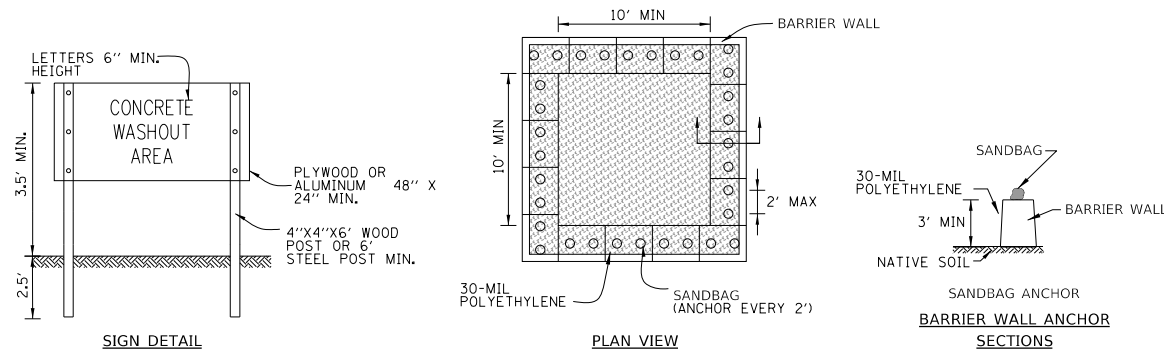 LETTERS 6" MIN.
HEIGHT
CONCRETE
WASHOUT
AREA
3.5' MIN.
2.5'
PLYWOOD OR
ALUMINUM 48" X
24" MIN.
4"X4"X6' WOOD
POST OR 6'
STEEL POST MIN.
SIGN DETAIL
10' MIN
BARRIER WALL
10' MIN
2' MAX
30-MIL
POLYETHYLENE
SANDBAG
(ANCHOR EVERY 2')
PLAN VIEW
SANDBAG
30-MIL
POLYETHYLENE
3' MIN
BARRIER WALL
NATIVE SOIL
SANDBAG ANCHOR
BARRIER WALL ANCHOR
SECTIONS